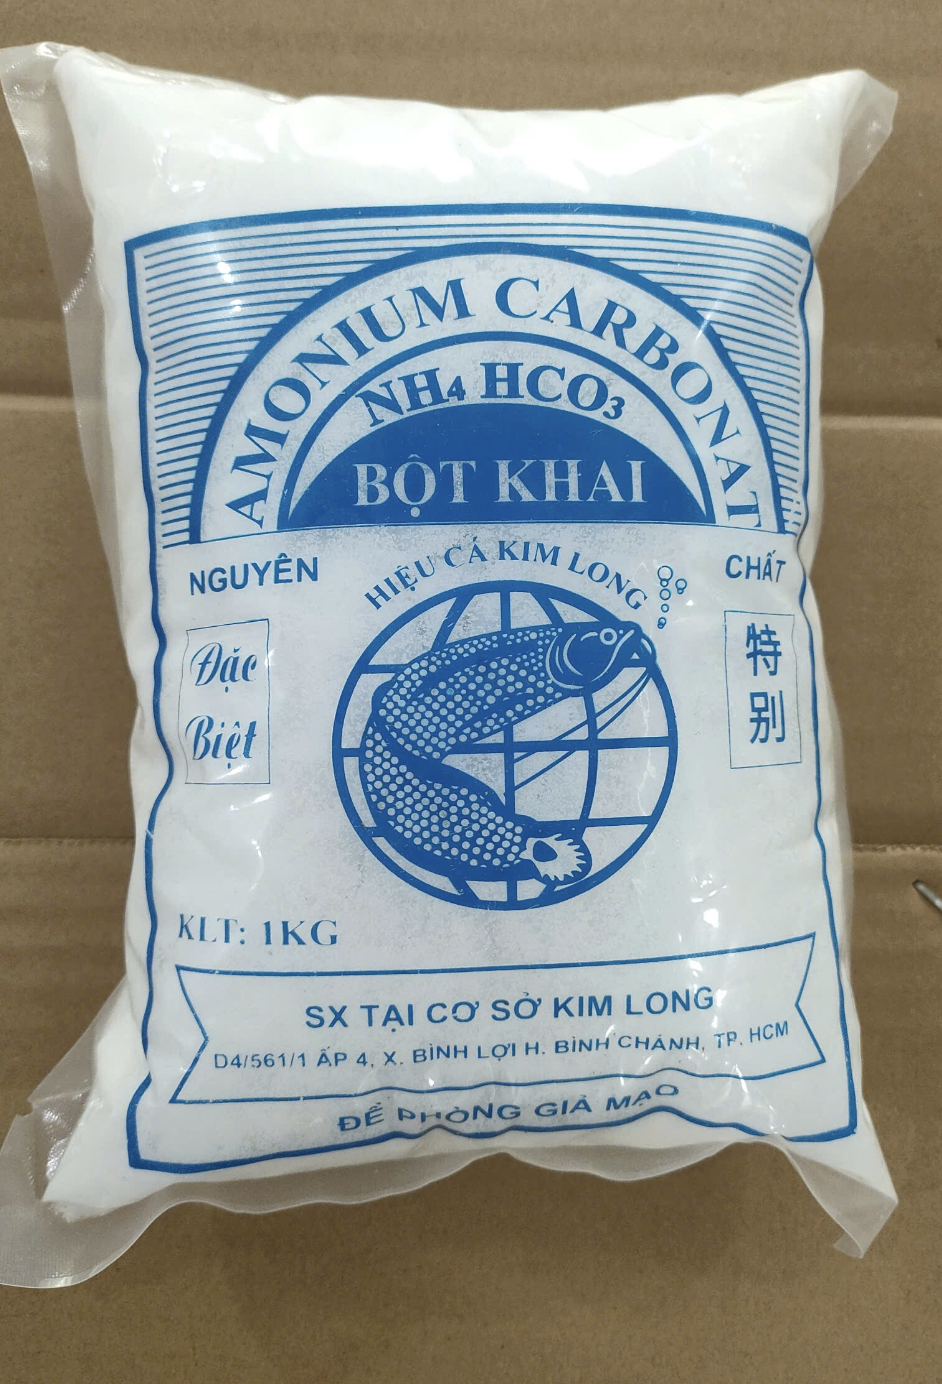 AMONIUM CARBONAT
NH4 HCO3
BỘT KHAI
NGUYÊN CHẤT
HIỆU CÁ KIM LONG
Đặc
Biệt
特
别
KLT: 1KG
SX TẠI CƠ SỞ KIM LONG
D4/561/1 ẤP 4, X. BÌNH LỢI H. BÌNH CHÁNH, TP. HCM
ĐỀ PHÒNG GIẢ MẠO